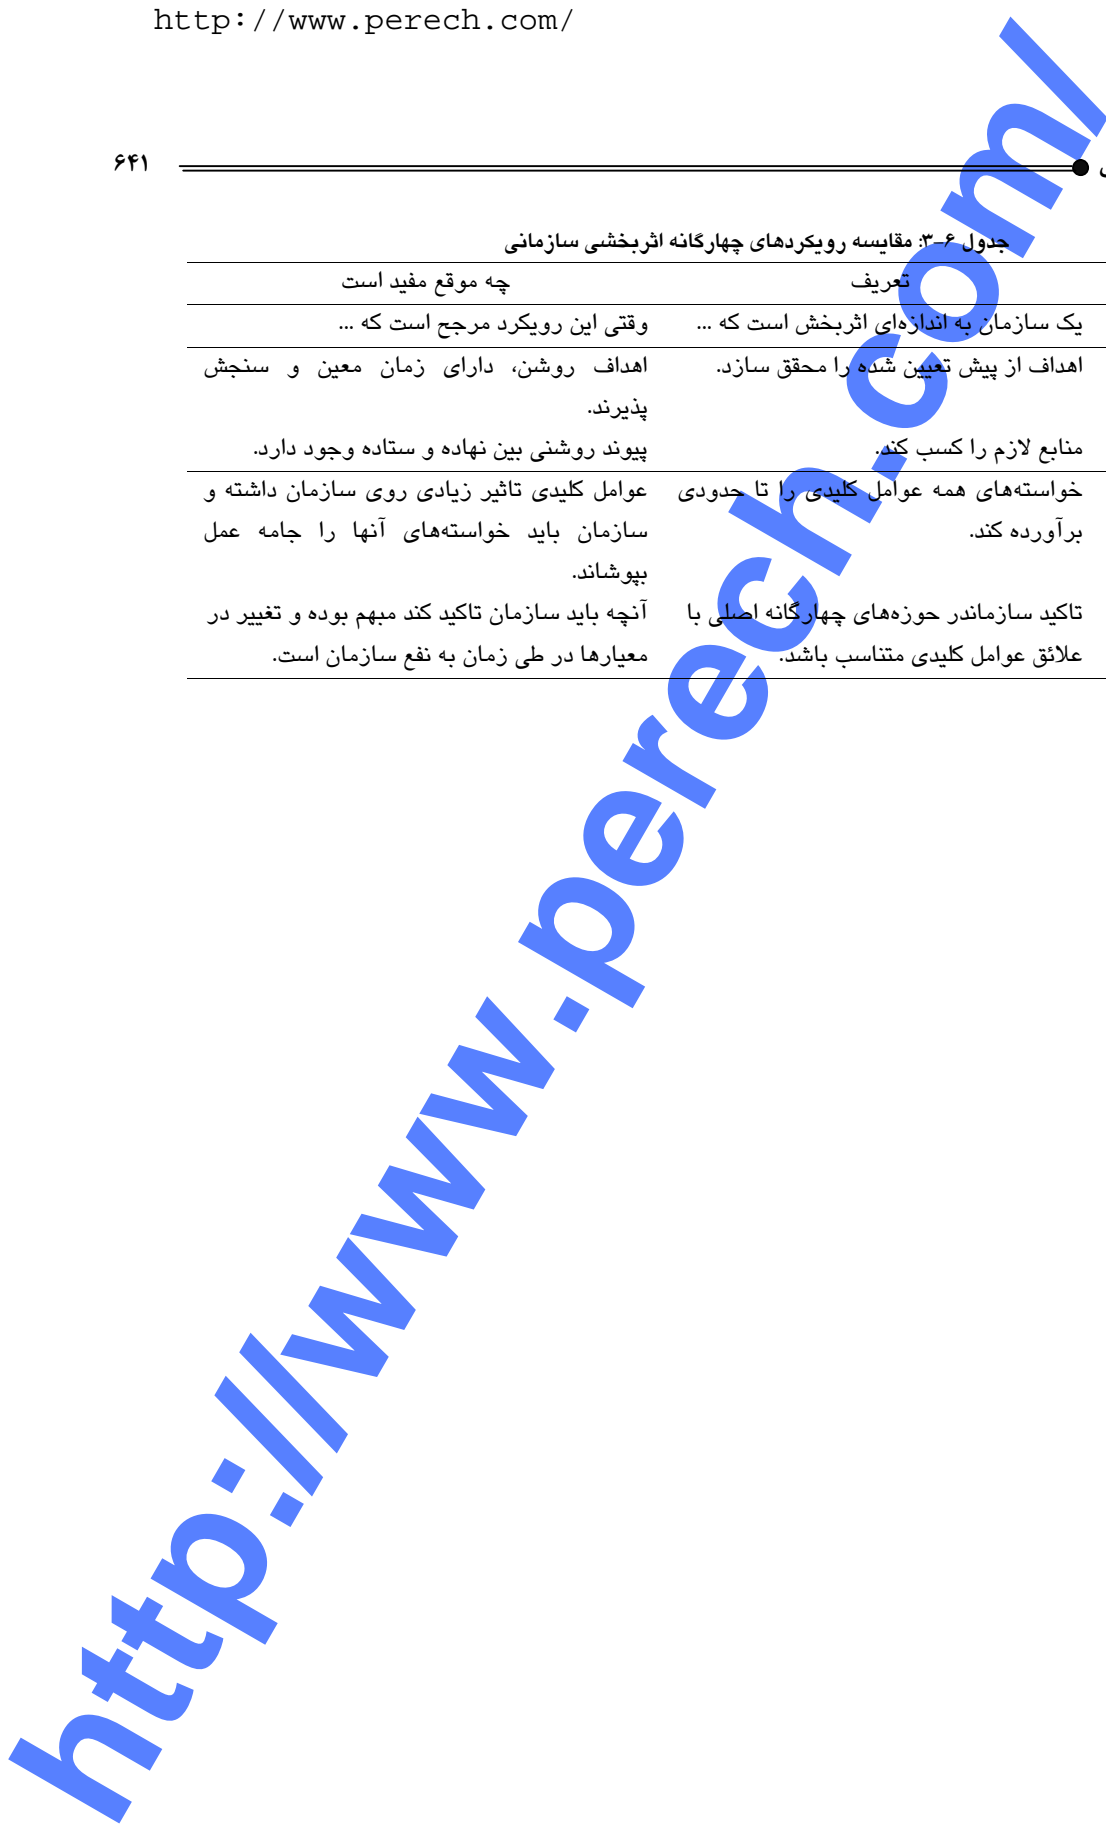 http://www.perech.com/
۶۴۱
جدول ۶-۳: مقایسه رویکردهای چهارگانه اثربخشی سازمانی
تعریف چه موقع مفید است
یک سازمان به اندازه‌ای اثربخش است که ... وقتی این رویکرد مرجح است که ...
اهداف از پیش تعیین شده را محقق سازد. اهداف روشن، دارای زمان معین و سنجش
پذیرند.
منابع لازم را کسب کند. پیوند روشنی بین نهاده و ستاده وجود دارد.
خواسته‌های همه عوامل کلیدی را تا حدودی عوامل کلیدی تاثیر زیادی روی سازمان داشته و
برآورده کند. سازمان باید خواسته‌های آنها را جامه عمل
بپوشاند.
تاکید سازماندر حوزه‌های چهارگانه اصلی با آنچه باید سازمان تاکید کند مبهم بوده و تغییر در
علائق عوامل کلیدی متناسب باشد. معیارها در طی زمان به نفع سازمان است.
http://www.perech.com/